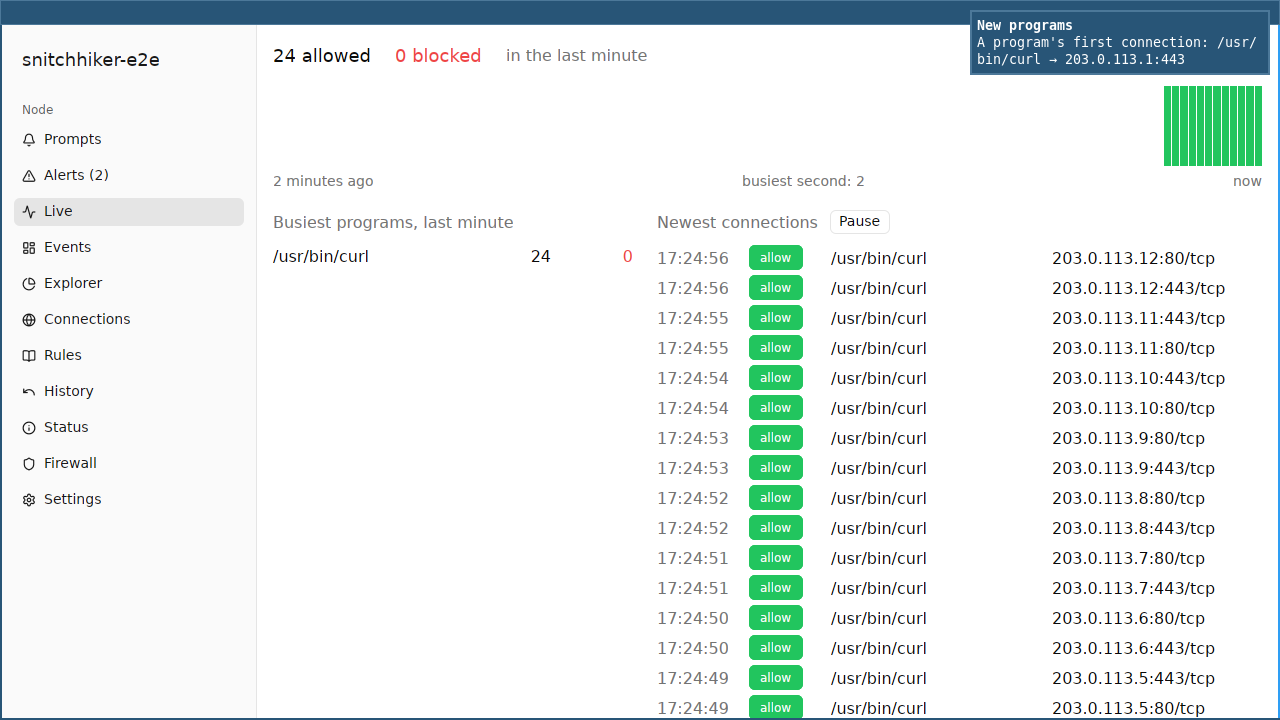 New programs
A program's first connection: /usr/
bin/curl → 203.0.113.1:443
snitchhiker-e2e
Node
Prompts
Alerts (2)
Live
Events
Explorer
Connections
Rules
History
Status
Firewall
Settings
24 allowed 0 blocked in the last minute
2 minutes ago busiest second: 2 now
Busiest programs, last minute
/usr/bin/curl 24 0
Newest connections Pause
17:24:56 allow /usr/bin/curl 203.0.113.12:80/tcp
17:24:56 allow /usr/bin/curl 203.0.113.12:443/tcp
17:24:55 allow /usr/bin/curl 203.0.113.11:443/tcp
17:24:55 allow /usr/bin/curl 203.0.113.11:80/tcp
17:24:54 allow /usr/bin/curl 203.0.113.10:443/tcp
17:24:54 allow /usr/bin/curl 203.0.113.10:80/tcp
17:24:53 allow /usr/bin/curl 203.0.113.9:80/tcp
17:24:53 allow /usr/bin/curl 203.0.113.9:443/tcp
17:24:52 allow /usr/bin/curl 203.0.113.8:80/tcp
17:24:52 allow /usr/bin/curl 203.0.113.8:443/tcp
17:24:51 allow /usr/bin/curl 203.0.113.7:80/tcp
17:24:51 allow /usr/bin/curl 203.0.113.7:443/tcp
17:24:50 allow /usr/bin/curl 203.0.113.6:80/tcp
17:24:50 allow /usr/bin/curl 203.0.113.6:443/tcp
17:24:49 allow /usr/bin/curl 203.0.113.5:443/tcp
17:24:49 allow /usr/bin/curl 203.0.113.5:80/tcp